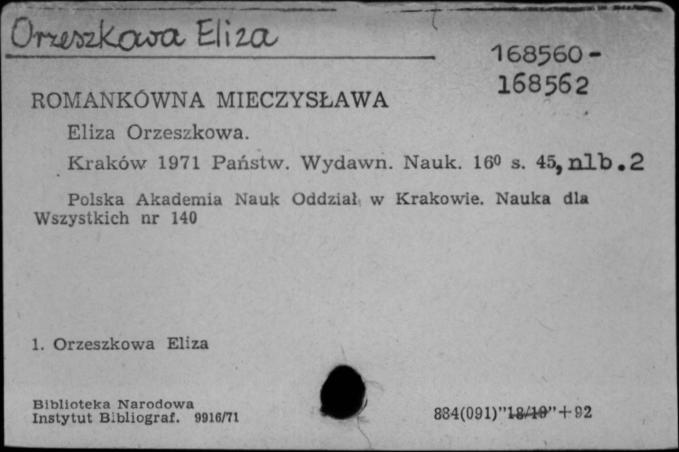 Orzeszkowa Eliza
168560-
168562
ROMANKÓWNA MIECZYSŁAWA
Eliza Orzeszkowa.
Kraków 1971 Państw. Wydawn. Nauk. 16⁰ s. 45, nlb. 2
Polska Akademia Nauk Oddział w Krakowie. Nauka dla
Wszystkich nr 140
1. Orzeszkowa Eliza
Biblioteka Narodowa
Instytut Bibliograf. 9916/71
884(091)"18/19"+92